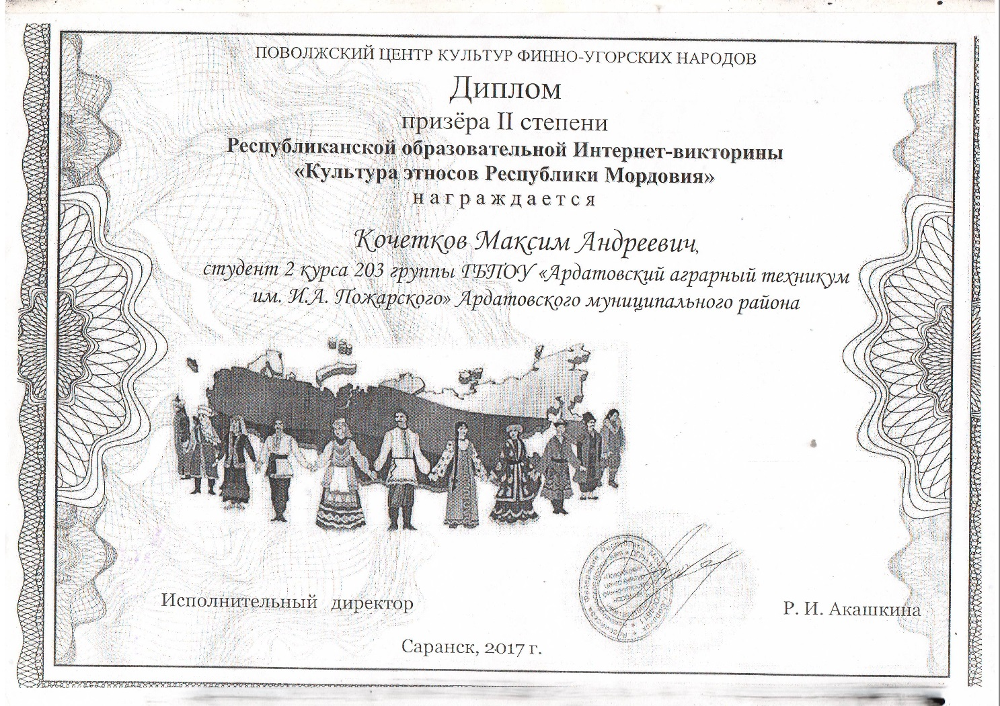 ПОВОЛЖСКИЙ ЦЕНТР КУЛЬТУР ФИННО-УГОРСКИХ НАРОДОВ
Диплом
призёра II степени
Республиканской образовательной Интернет-викторины
«Культура этносов Республики Мордовия»
награждается
Кочетков Максим Андреевич,
студент 2 курса 203 группы ГБПОУ «Ардатовский аграрный техникум
им. И.А. Пожарского» Ардатовского муниципального района
Исполнительный директор
Р. И. Акашкина
Саранск, 2017 г.